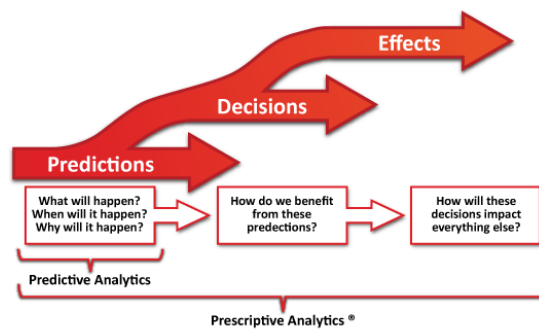 Effects
Decisions
Predictions
What will happen?
When will it happen?
Why will it happen?
How do we benefit
from these
predections?
How will these
decisions impact
everything else?
Predictive Analytics
Prescriptive Analytics ®